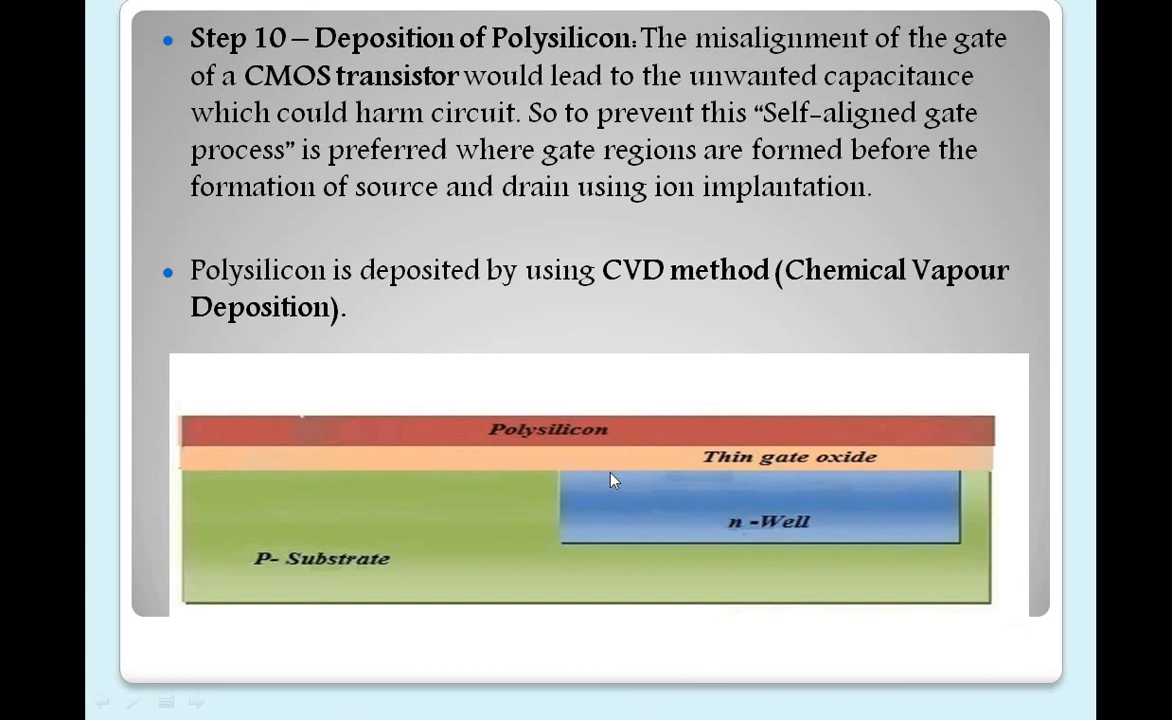 Step 10 – Deposition of Polysilicon: The misalignment of the gate
of a CMOS transistor would lead to the unwanted capacitance
which could harm circuit. So to prevent this “Self-aligned gate
process” is preferred where gate regions are formed before the
formation of source and drain using ion implantation.
Polysilicon is deposited by using CVD method (Chemical Vapour
Deposition).
Polysilicon
Thin gate oxide
n -Well
P- Substrate